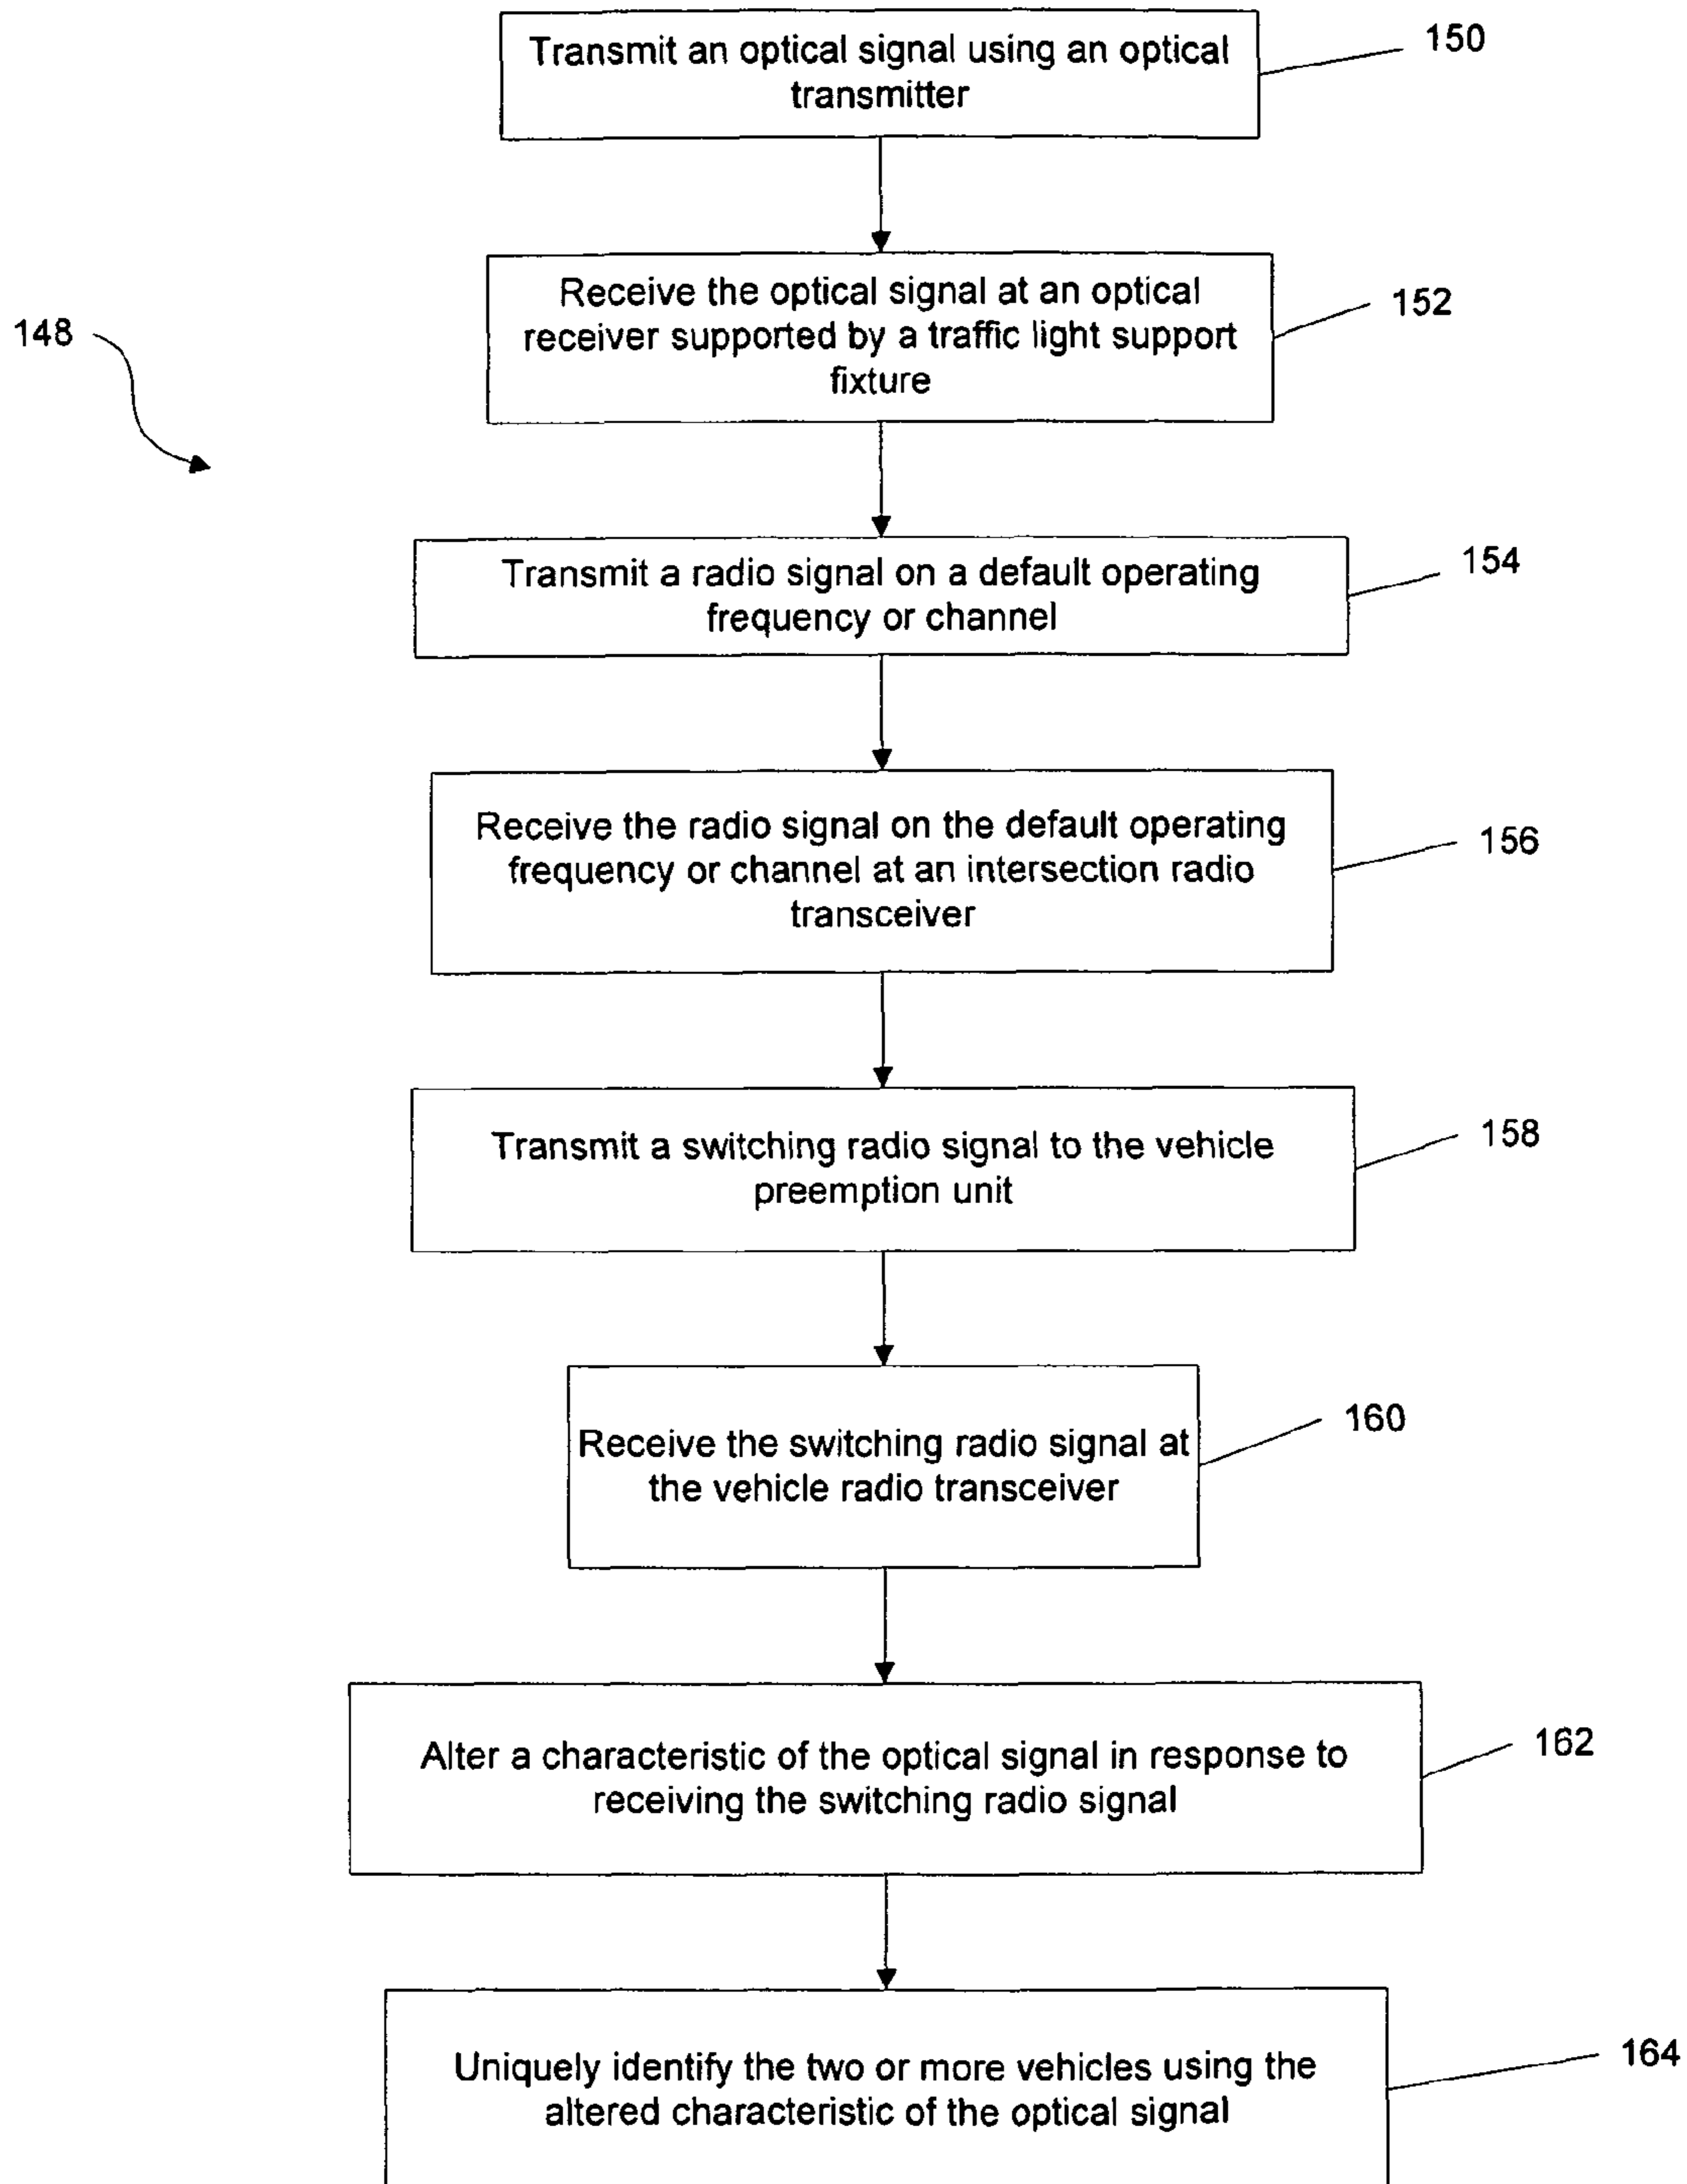 Transmit an optical signal using an optical
transmitter
150
Receive the optical signal at an optical
receiver supported by a traffic light support
fixture
152
148
Transmit a radio signal on a default operating
frequency or channel
154
Receive the radio signal on the default operating
frequency or channel at an intersection radio
transceiver
156
Transmit a switching radio signal to the vehicle
preemption unit
158
Receive the switching radio signal at
the vehicle radio transceiver
160
Alter a characteristic of the optical signal in response to
receiving the switching radio signal
162
Uniquely identify the two or more vehicles using the
altered characteristic of the optical signal
164